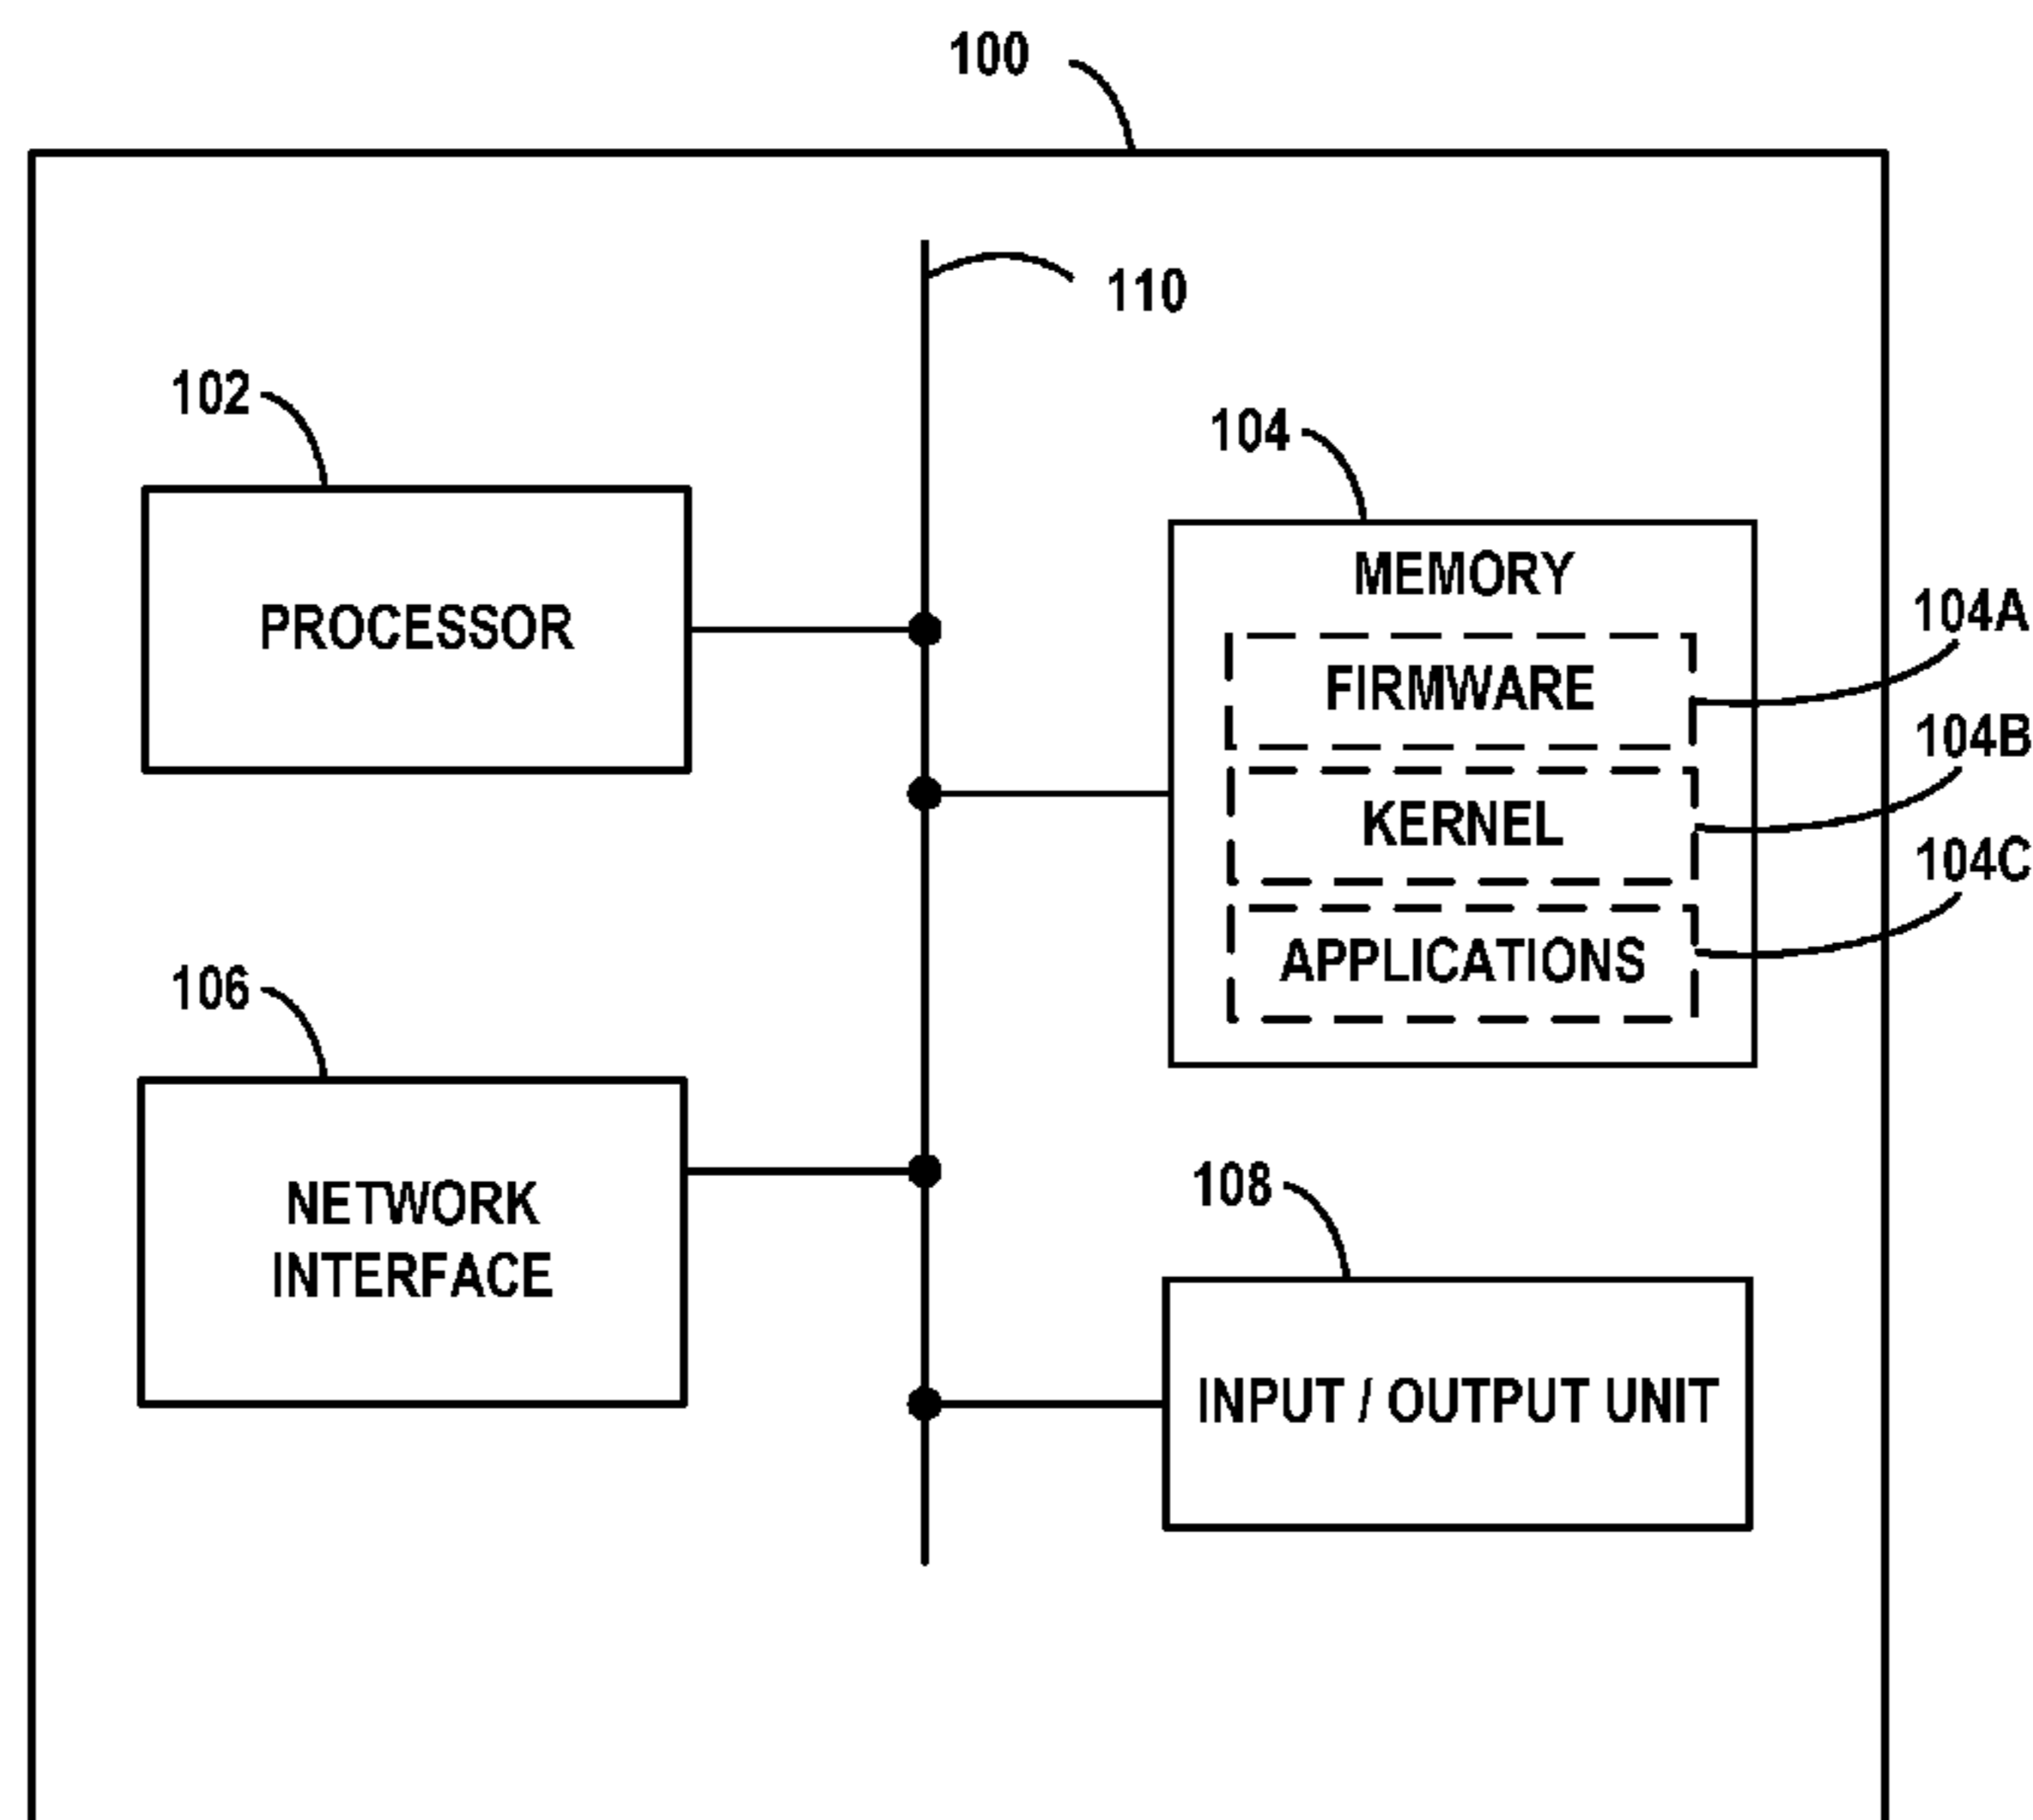 100
110
102
104
PROCESSOR
MEMORY
FIRMWARE
104A
KERNEL
104B
APPLICATIONS
104C
106
NETWORK
INTERFACE
108
INPUT / OUTPUT UNIT